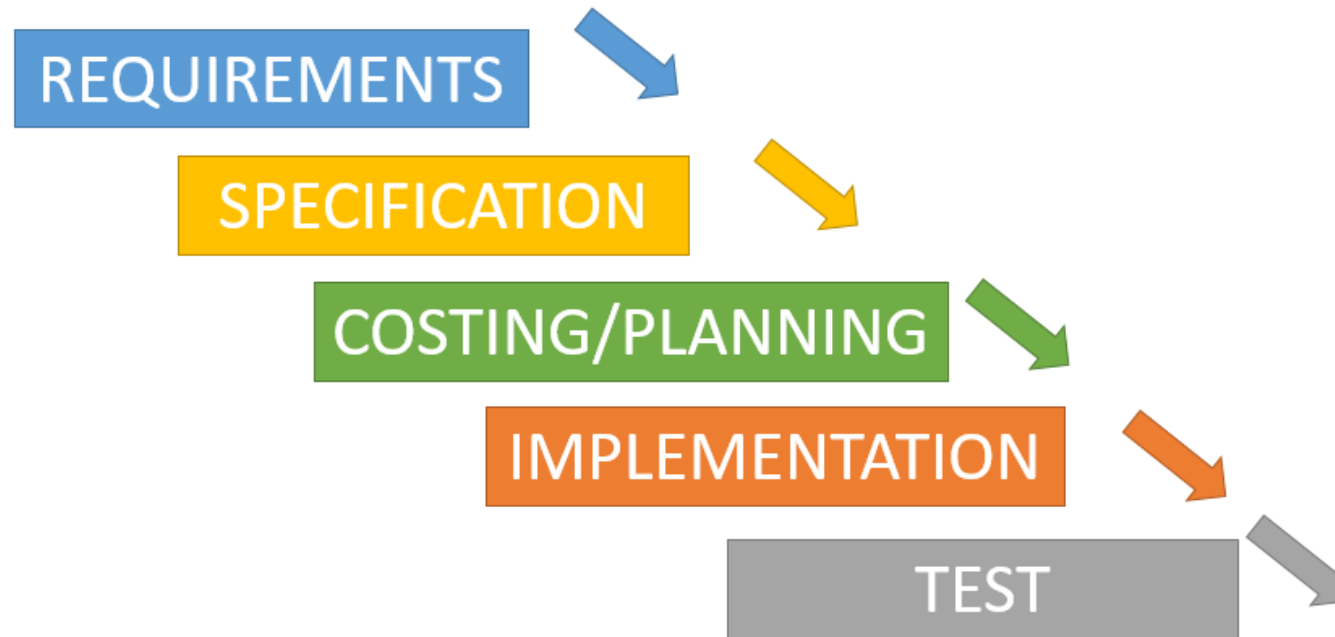 REQUIREMENTS
SPECIFICATION
COSTING/PLANNING
IMPLEMENTATION
TEST